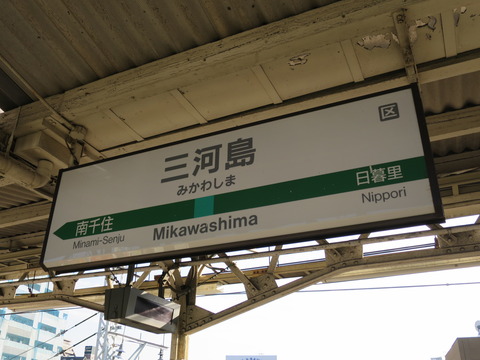 区
三河島
みかわしま
日暮里
Nippori
南千住
Minami-Senju
Mikawashima